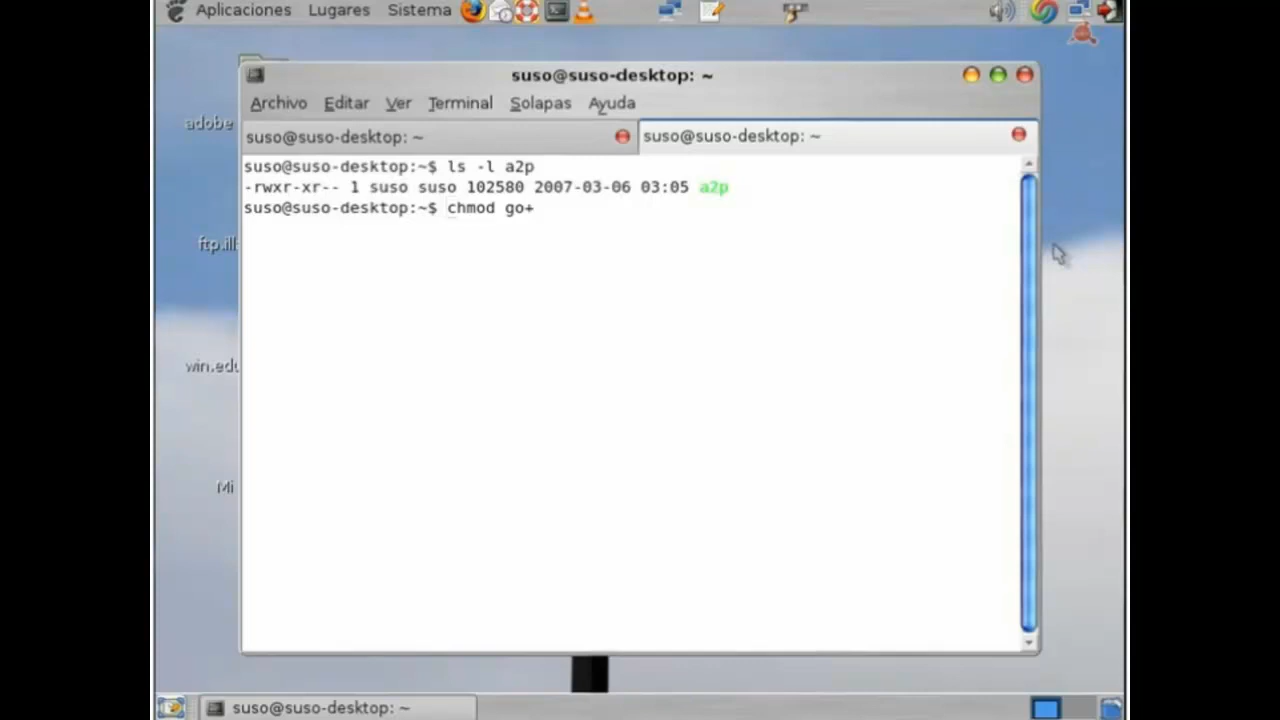 Aplicaciones Lugares Sistema
suso@suso-desktop: ~
Archivo Editar Ver Terminal Solapas Ayuda
suso@suso-desktop: ~ suso@suso-desktop: ~
suso@suso-desktop:~$ ls -l a2p
-rwxr-xr-- 1 suso suso 102580 2007-03-06 03:05 a2p
suso@suso-desktop:~$ chmod go+
adobe
ftp.ill
win.edu
Mi
suso@suso-desktop: ~